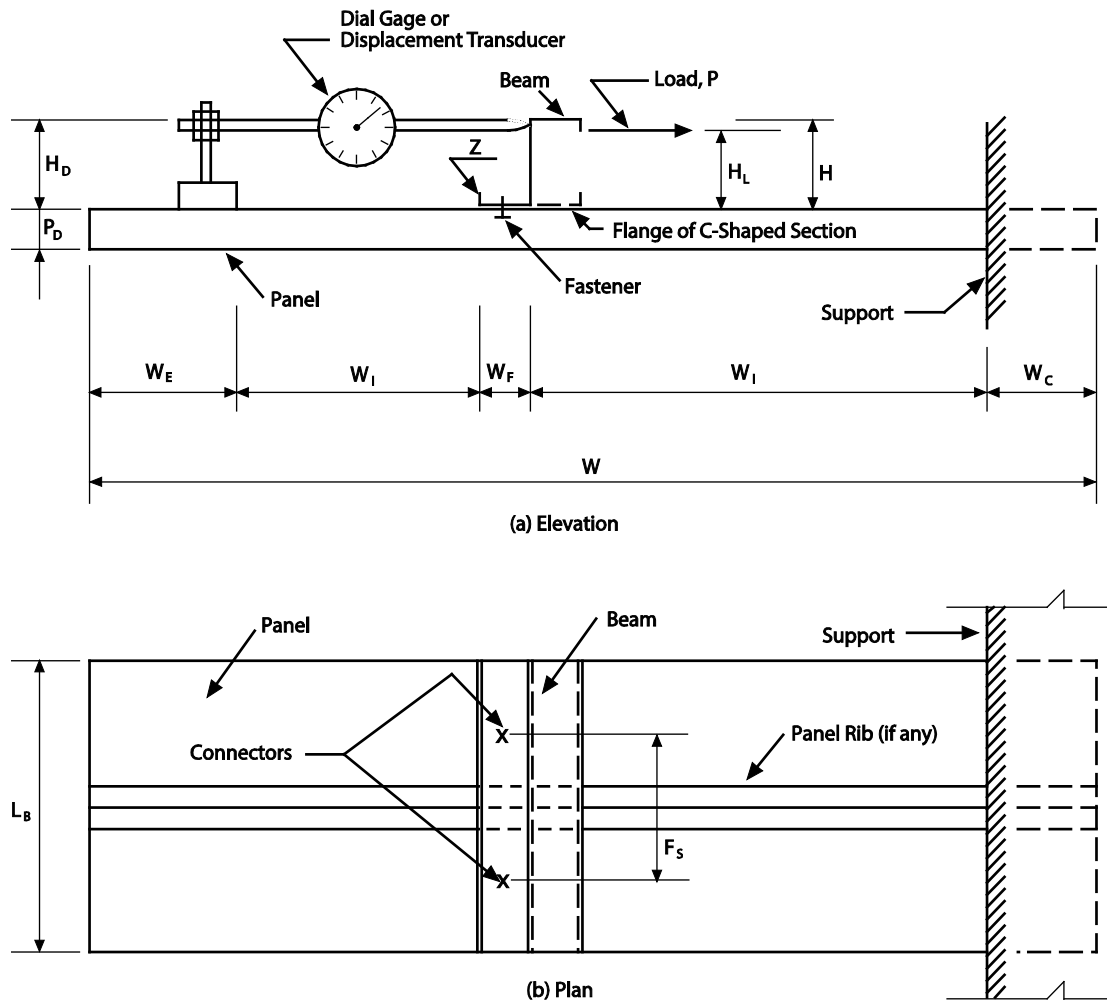 Dial Gage or
Displacement Transducer
Beam
Load, P
Z
H_D
H_L
H
P_D
Flange of C-Shaped Section
Fastener
Panel
Support
W_E
W_I
W_F
W_I
W_C
W
(a) Elevation
Panel
Beam
Support
X
Connectors
Panel Rib (if any)
L_B
F_S
X
(b) Plan